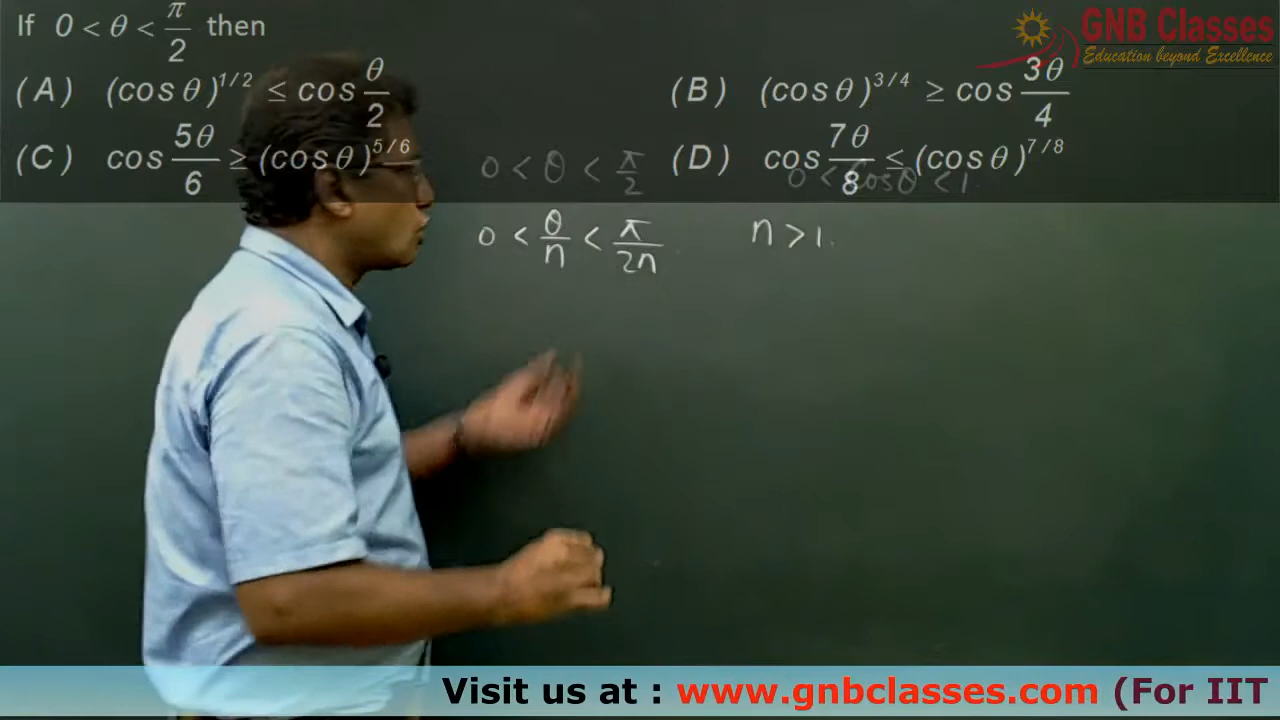 If 0 < θ < π/2 then
(A) (cos θ)^1/2 ≤ cos θ/2
(B) (cos θ)^3/4 ≥ cos 3θ/4
(C) cos 5θ/6 ≥ (cos θ)^5/6
(D) cos 7θ/8 ≤ (cos θ)^7/8
GNB Classes
Education beyond Excellence
0 < θ < π/2
0 < cosθ < 1.
0 < θ/n < π/2n
n > 1.
Visit us at : www.gnbclasses.com (For IIT